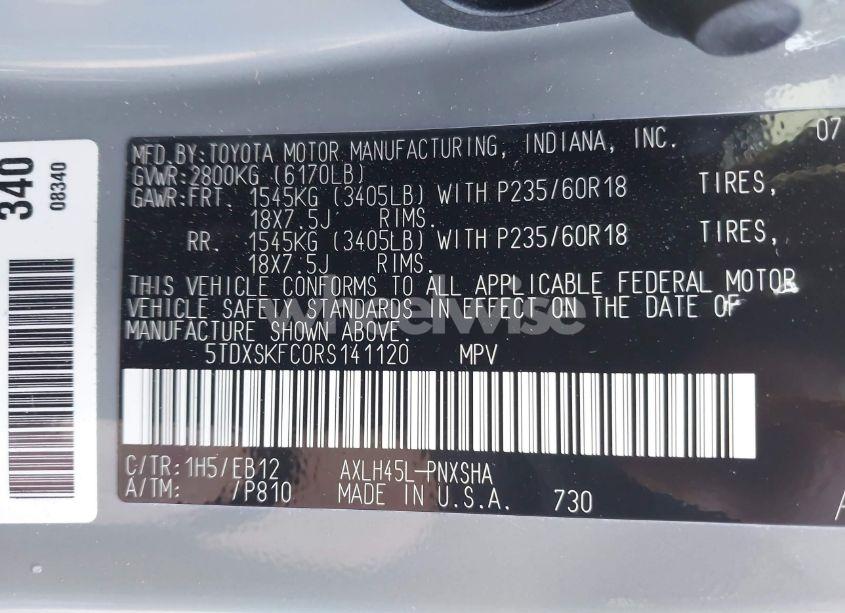 340
08340
MFD.BY:TOYOTA MOTOR MANUFACTURING, INDIANA, INC. 07
GVWR:2800KG (6170LB)
GAWR:FRT. 1545KG (3405LB) WITH P235/60R18 TIRES,
18X7.5J RIMS.
RR. 1545KG (3405LB) WITH P235/60R18 TIRES,
18X7.5J RIMS.
THIS VEHICLE CONFORMS TO ALL APPLICABLE FEDERAL MOTOR
VEHICLE SAFETY STANDARDS IN EFFECT ON THE DATE OF
MANUFACTURE SHOWN ABOVE.
wheelwise
5TDXSKFC0RS141120 MPV
C/TR:1H5/EB12 AXLH45L-PNXSHA
A/TM: /P810 MADE IN U.S.A. 730 A